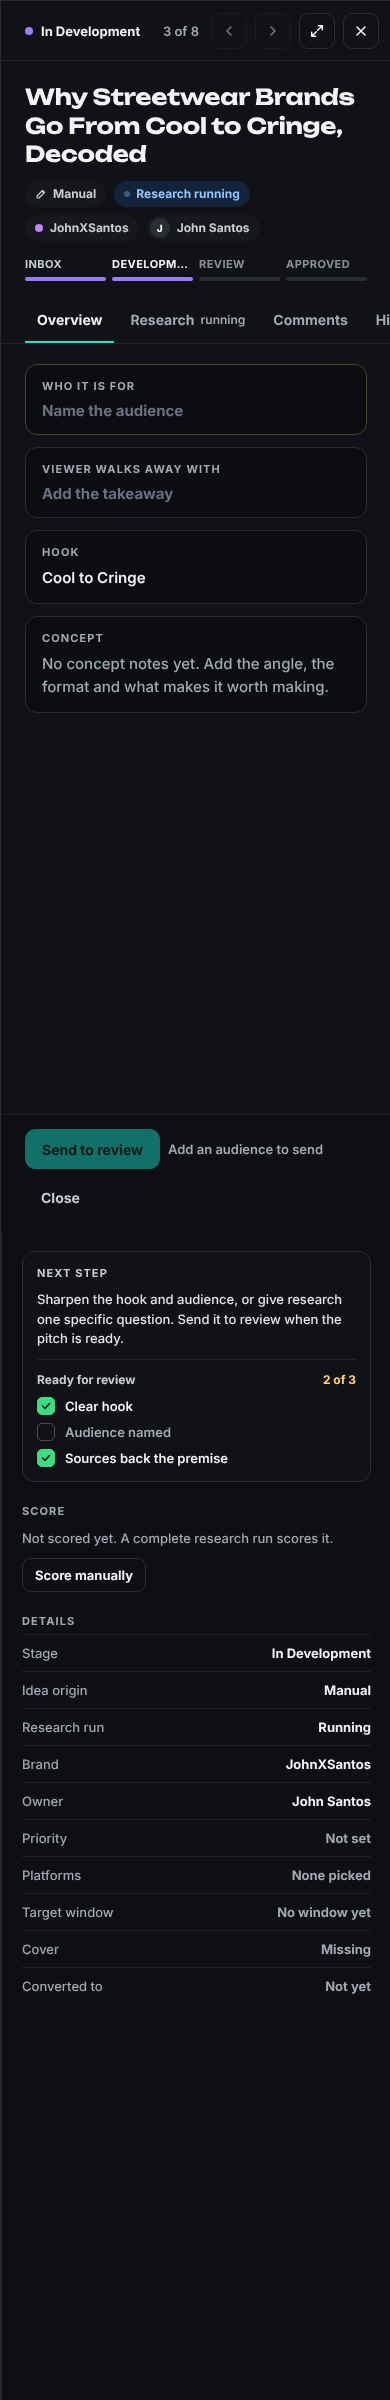 In Development
3 of 8
Why Streetwear Brands
Go From Cool to Cringe,
Decoded
Manual
Research running
JohnXSantos
J John Santos
INBOX
DEVELOPM...
REVIEW
APPROVED
Overview
Research running
Comments
Hi
WHO IT IS FOR
Name the audience
VIEWER WALKS AWAY WITH
Add the takeaway
HOOK
Cool to Cringe
CONCEPT
No concept notes yet. Add the angle, the
format and what makes it worth making.
Send to review
Add an audience to send
Close
NEXT STEP
Sharpen the hook and audience, or give research
one specific question. Send it to review when the
pitch is ready.
Ready for review
2 of 3
Clear hook
Audience named
Sources back the premise
SCORE
Not scored yet. A complete research run scores it.
Score manually
DETAILS
Stage
In Development
Idea origin
Manual
Research run
Running
Brand
JohnXSantos
Owner
John Santos
Priority
Not set
Platforms
None picked
Target window
No window yet
Cover
Missing
Converted to
Not yet